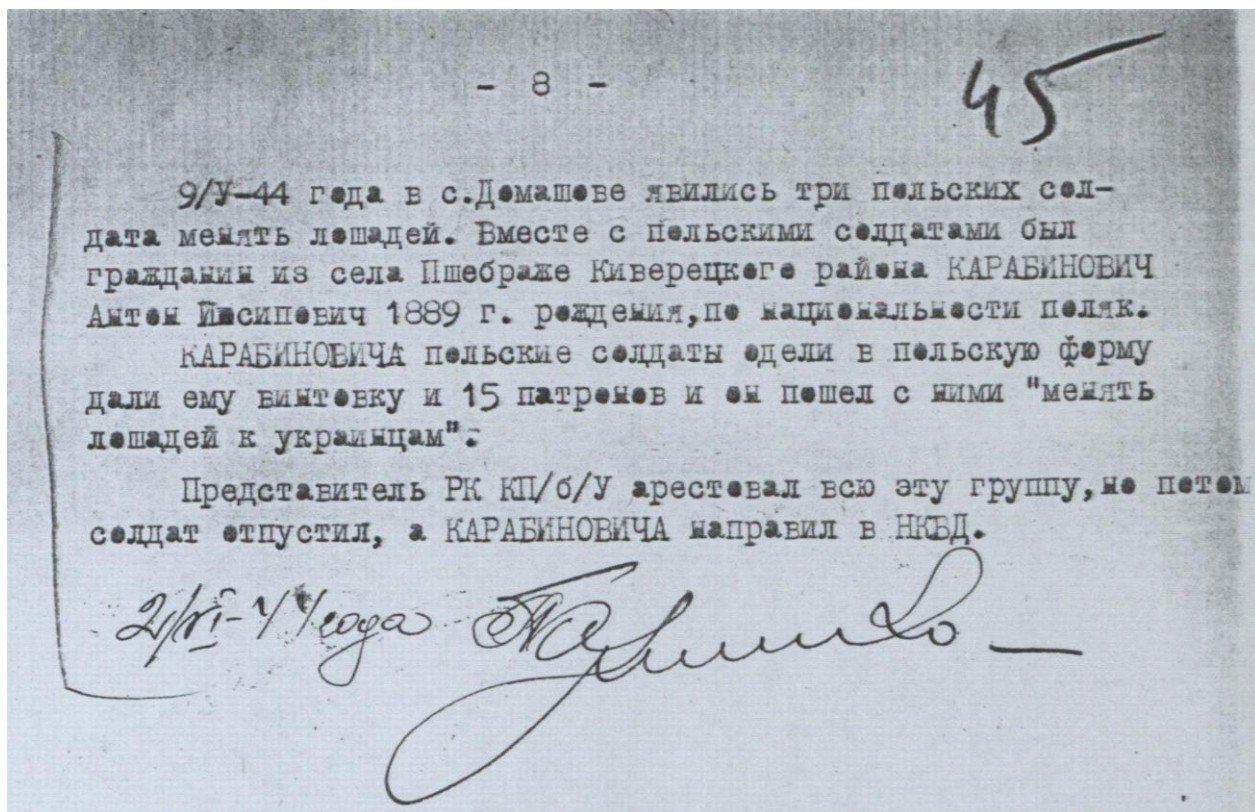 - 8 -
45
9/У-44 года в с.Домашове явились три польских сол-
дата менять лошадей. Вместе с польскими солдатами был
гражданин из села Пшебраже Киверецкого района КАРАБИНОВИЧ
Антон Йосипович 1889 г. рождения,по национальности поляк.
КАРАБИНОВИЧА польские солдаты одели в польскую форму
дали ему винтовку и 15 патронов и он пошел с ними "менять
лошадей к украинцам".
Представитель РК КП/б/У арестовал всю эту группу,но потом
солдат отпустил, а КАРАБИНОВИЧА направил в НКВД.
2/VI-44 года